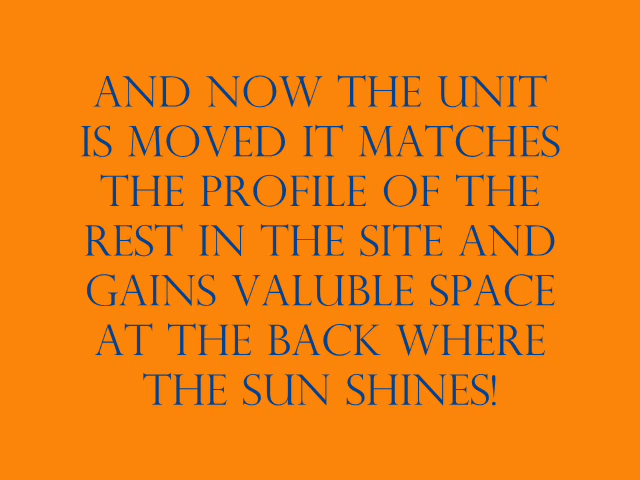 AND NOW THE UNIT
IS MOVED IT MATCHES
THE PROFILE OF THE
REST IN THE SITE AND
GAINS VALUBLE SPACE
AT THE BACK WHERE
THE SUN SHINES!